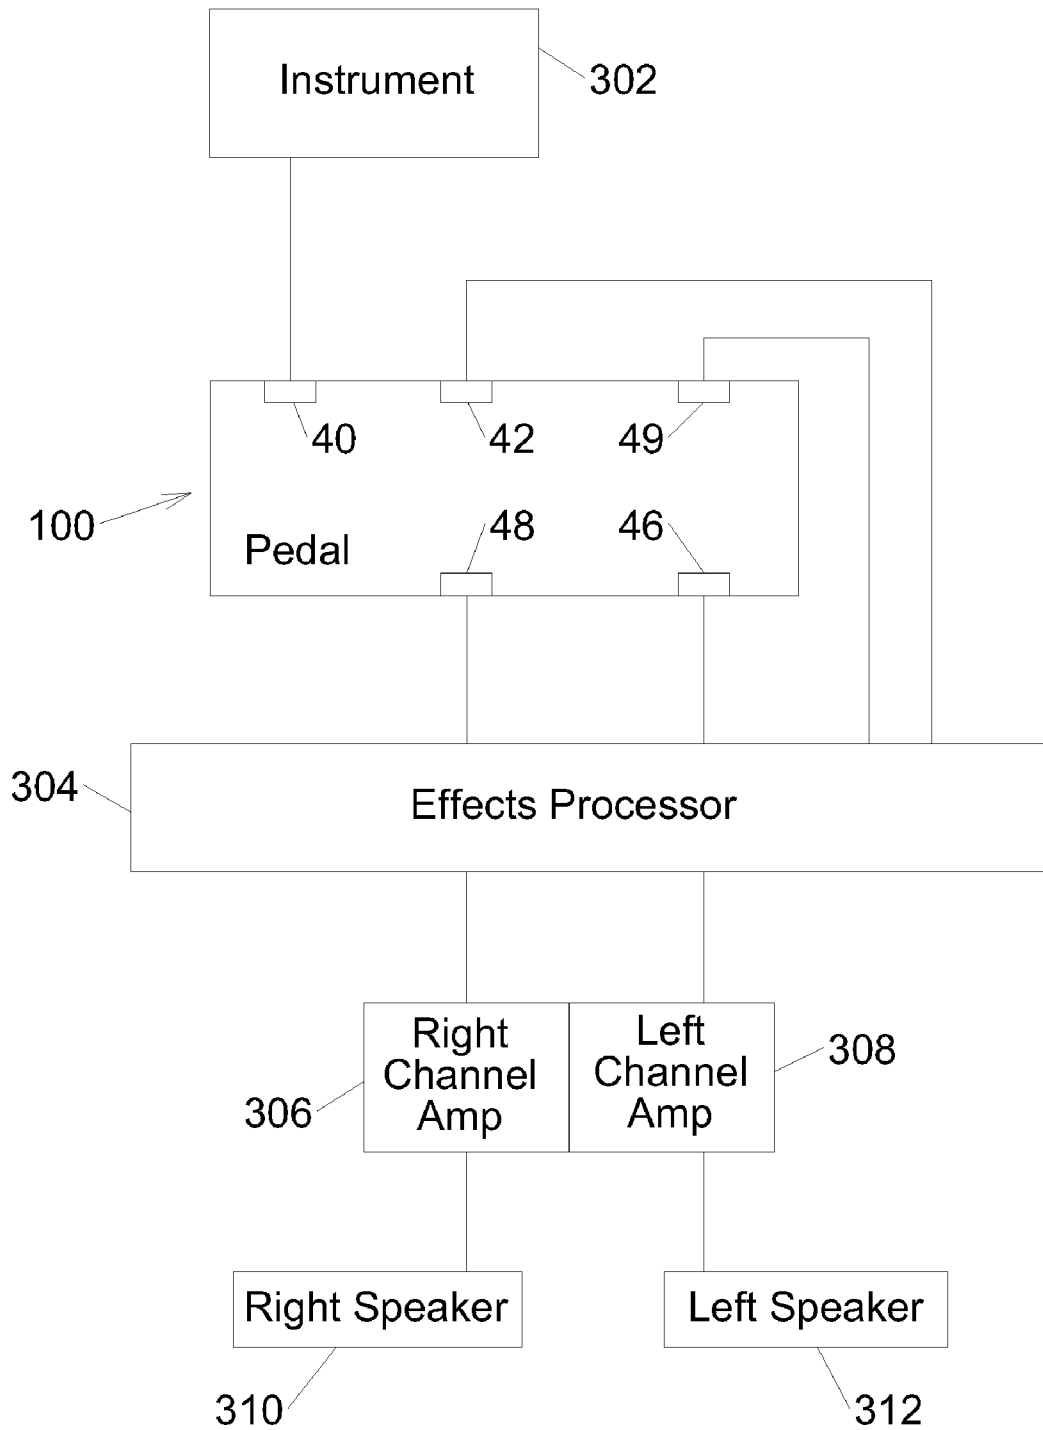 Instrument
302
40
42
49
100
48
46
Pedal
304
Effects Processor
Right
Channel
Amp
Left
Channel
Amp
308
306
Right Speaker
Left Speaker
310
312